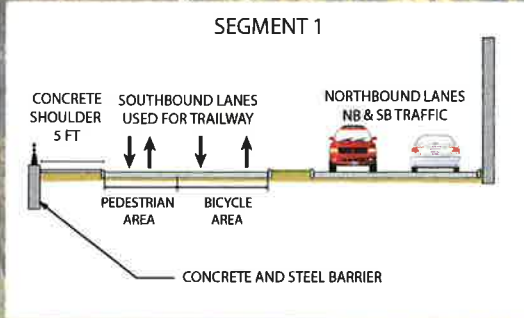 SEGMENT 1
CONCRETE
SHOULDER
5 FT
SOUTHBOUND LANES
USED FOR TRAILWAY
NORTHBOUND LANES
NB & SB TRAFFIC
PEDESTRIAN
AREA
BICYCLE
AREA
CONCRETE AND STEEL BARRIER